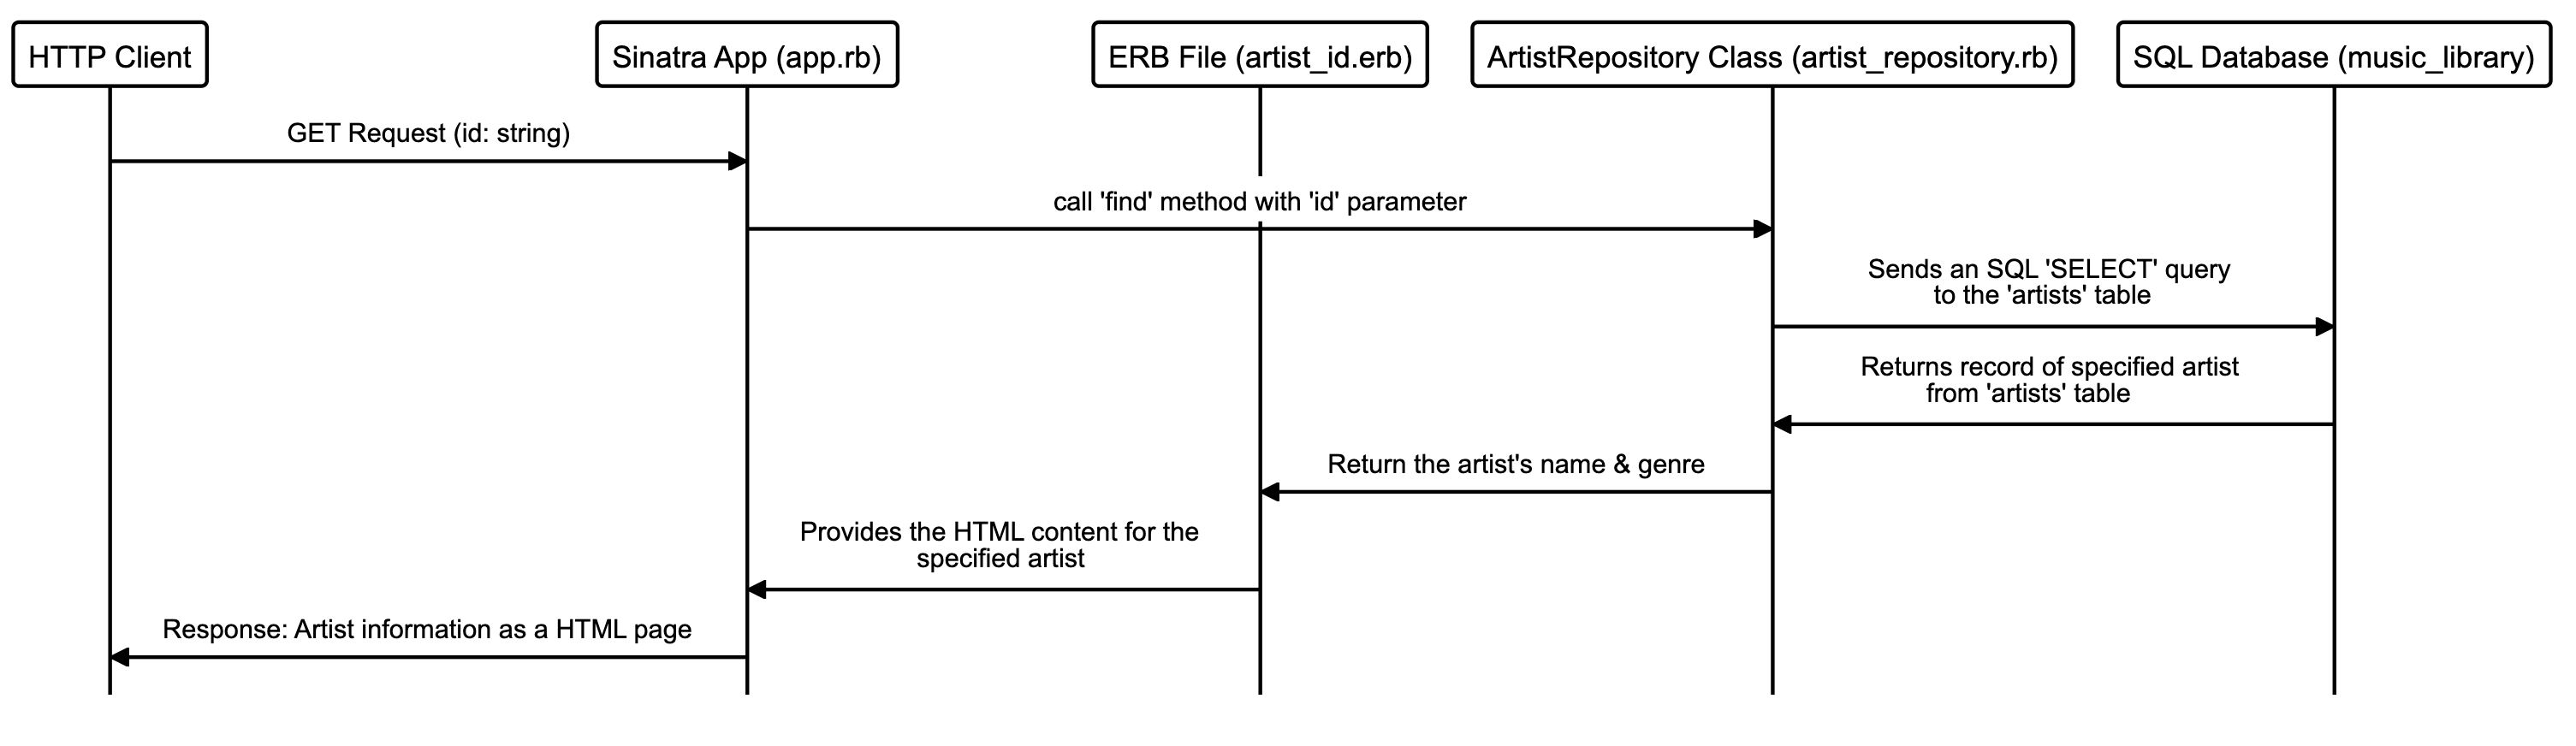 HTTP Client
Sinatra App (app.rb)
ERB File (artist_id.erb)
ArtistRepository Class (artist_repository.rb)
SQL Database (music_library)
GET Request (id: string)
call 'find' method with 'id' parameter
Sends an SQL 'SELECT' query
to the 'artists' table
Returns record of specified artist
from 'artists' table
Return the artist's name & genre
Provides the HTML content for the
specified artist
Response: Artist information as a HTML page